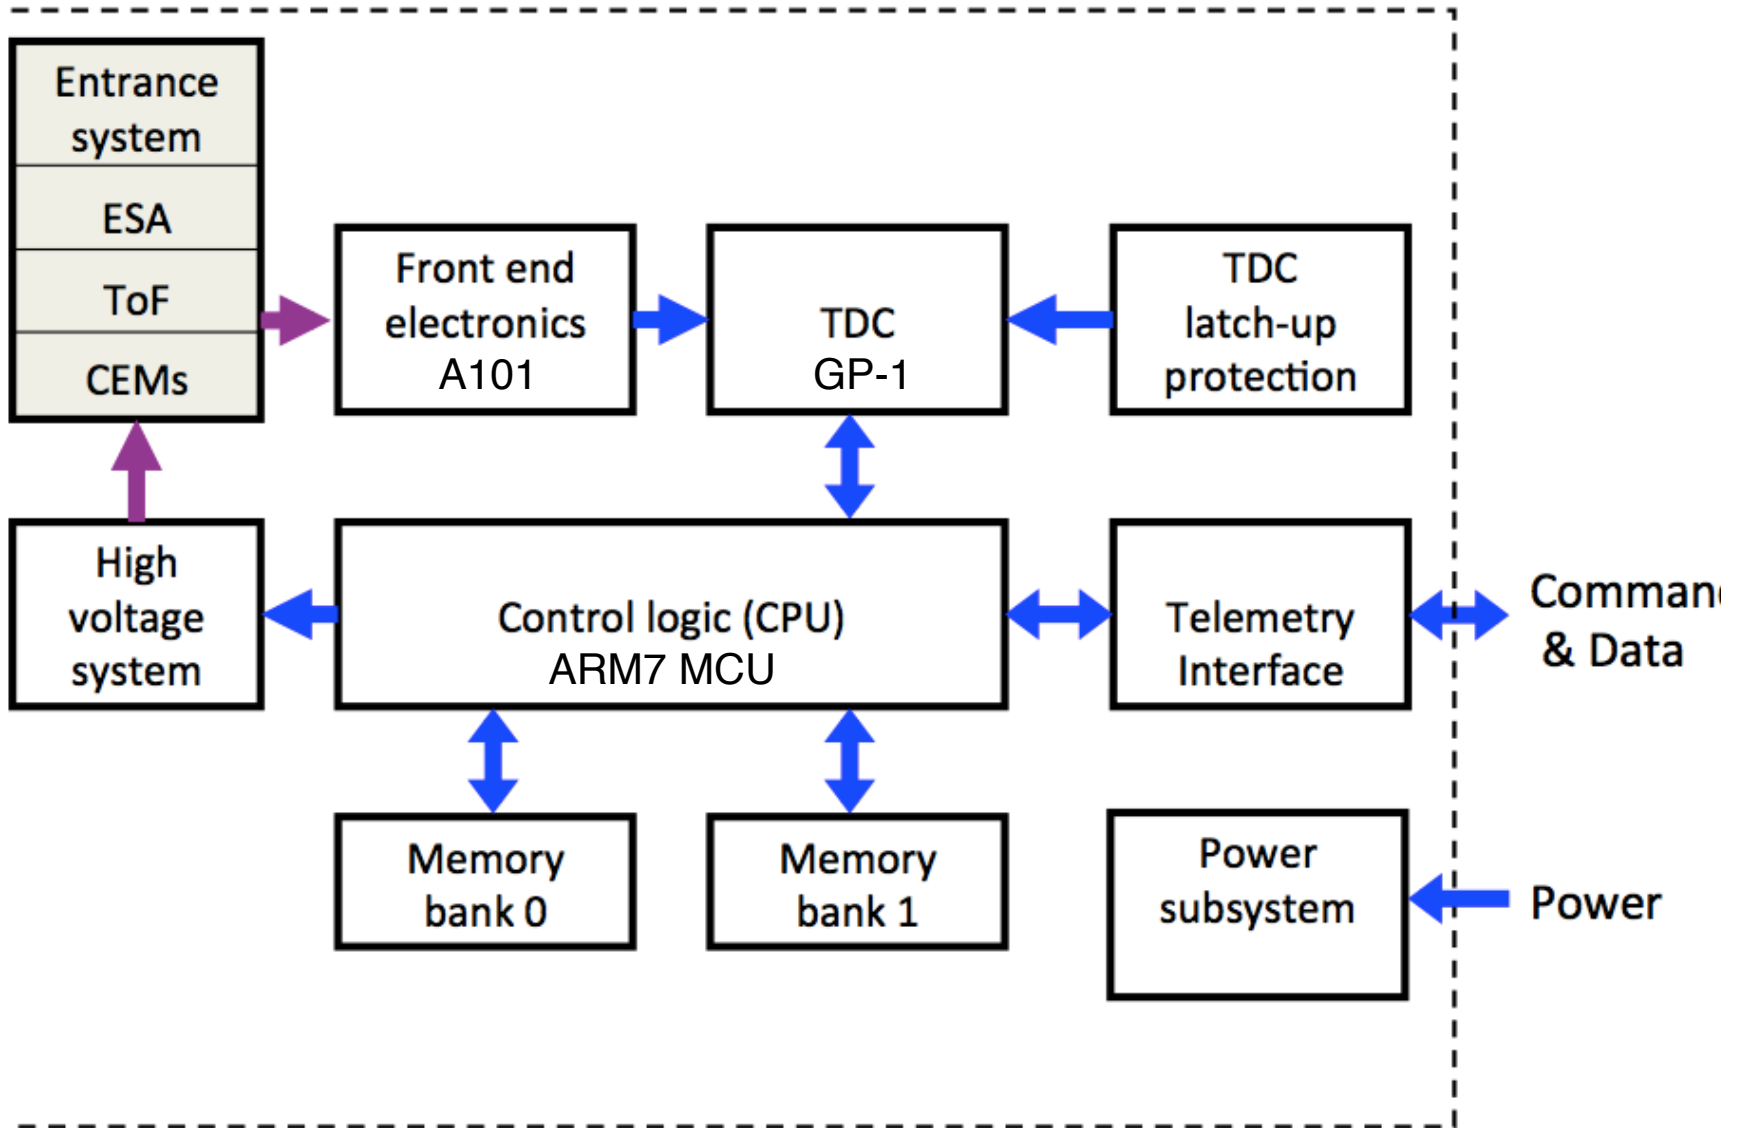 Entrance
system
ESA
ToF
CEMs
Front end
electronics
A101
TDC
GP-1
TDC
latch-up
protection
High
voltage
system
Control logic (CPU)
ARM7 MCU
Telemetry
Interface
Comman
& Data
Memory
bank 0
Memory
bank 1
Power
subsystem
Power